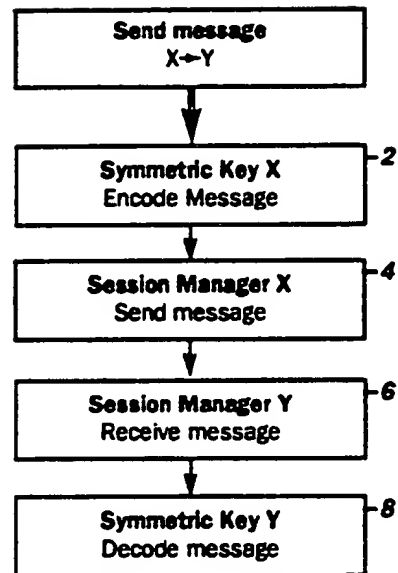 Send message
X→Y
Symmetric Key X
Encode Message
2
Session Manager X
Send message
4
Session Manager Y
Receive message
6
Symmetric Key Y
Decode message
8